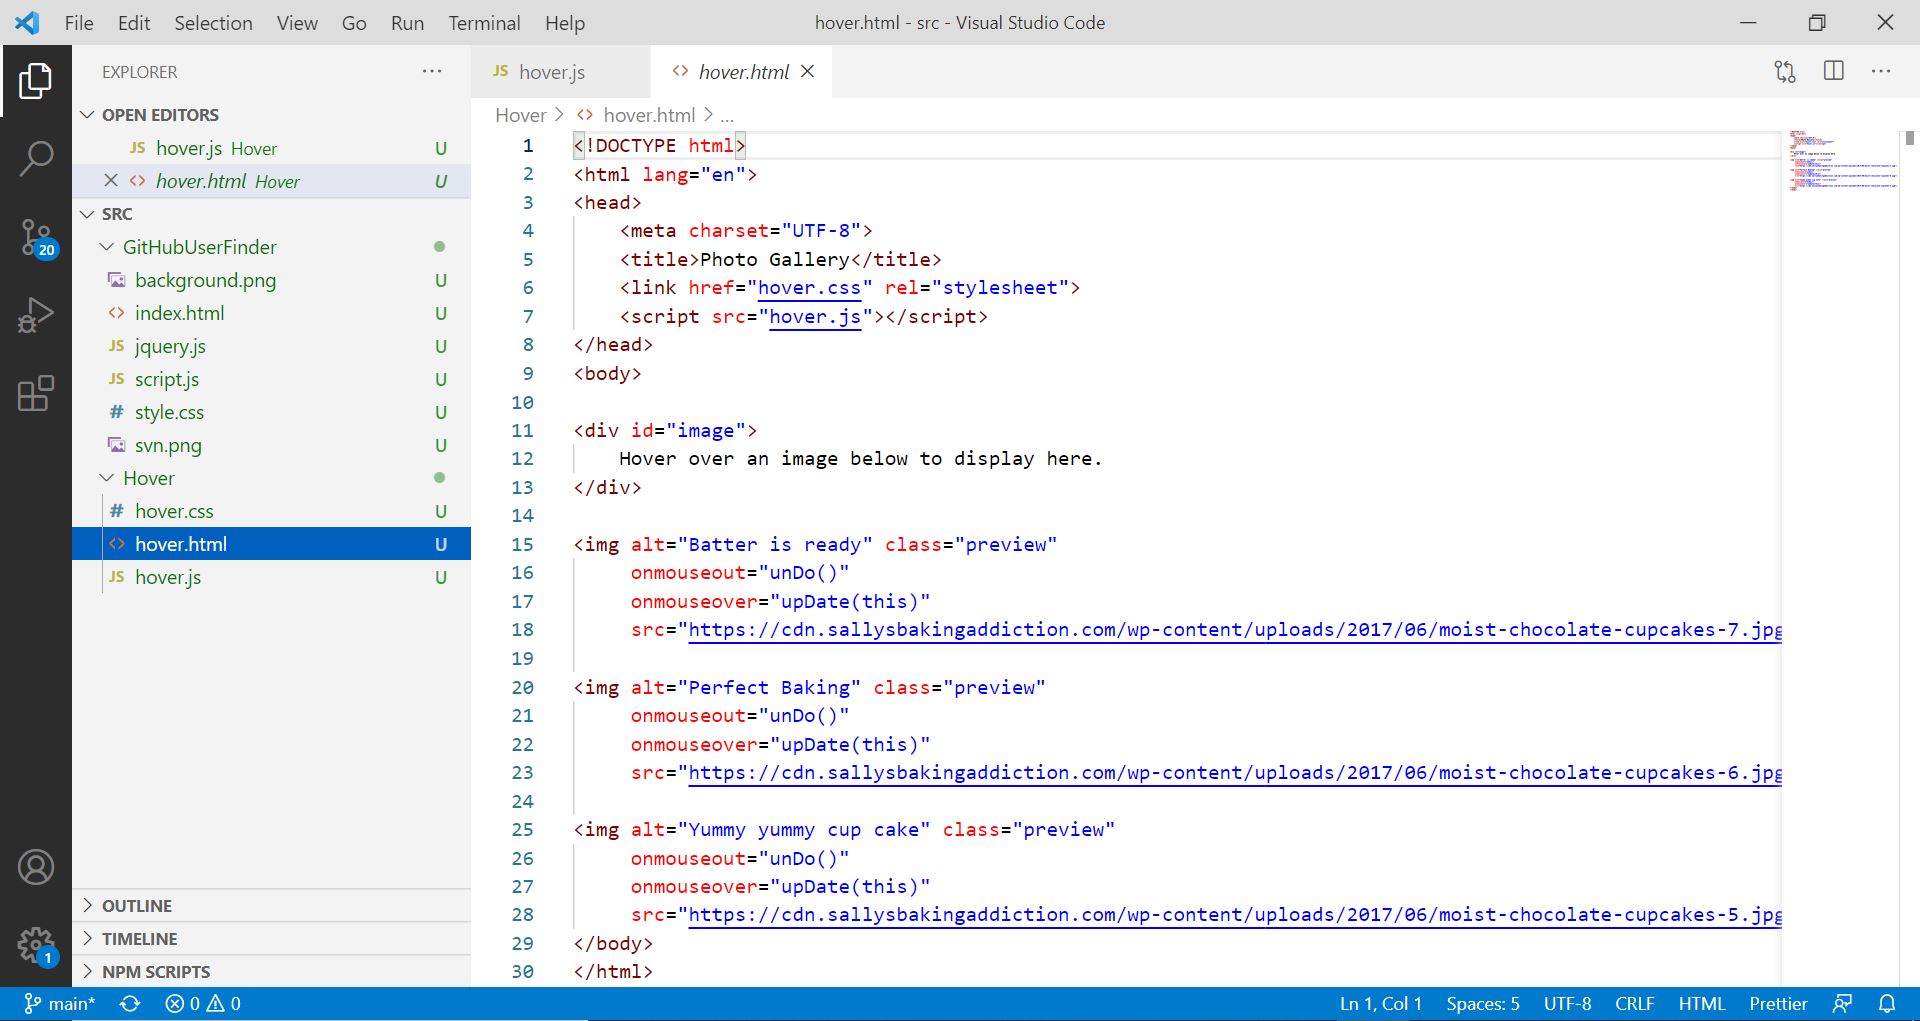 File Edit Selection View Go Run Terminal Help
hover.html - src - Visual Studio Code
EXPLORER
OPEN EDITORS
JS hover.js Hover U
hover.html Hover U
SRC
GitHubUserFinder
background.png U
index.html U
JS jquery.js U
JS script.js U
# style.css U
svn.png U
Hover
# hover.css U
hover.html U
JS hover.js U
OUTLINE
TIMELINE
NPM SCRIPTS
20
1
JS hover.js
<> hover.html
Hover > <> hover.html > ...
1 <!DOCTYPE html>
2 <html lang="en">
3 <head>
4 <meta charset="UTF-8">
5 <title>Photo Gallery</title>
6 <link href="hover.css" rel="stylesheet">
7 <script src="hover.js"></script>
8 </head>
9 <body>
10
11 <div id="image">
12 Hover over an image below to display here.
13 </div>
14
15 <img alt="Batter is ready" class="preview"
16 onmouseout="unDo()"
17 onmouseover="upDate(this)"
18 src="https://cdn.sallysbakingaddiction.com/wp-content/uploads/2017/06/moist-chocolate-cupcakes-7.jpg
19
20 <img alt="Perfect Baking" class="preview"
21 onmouseout="unDo()"
22 onmouseover="upDate(this)"
23 src="https://cdn.sallysbakingaddiction.com/wp-content/uploads/2017/06/moist-chocolate-cupcakes-6.jpg
24
25 <img alt="Yummy yummy cup cake" class="preview"
26 onmouseout="unDo()"
27 onmouseover="upDate(this)"
28 src="https://cdn.sallysbakingaddiction.com/wp-content/uploads/2017/06/moist-chocolate-cupcakes-5.jpg
29 </body>
30 </html>
main* 0 0 Ln 1, Col 1 Spaces: 5 UTF-8 CRLF HTML Prettier